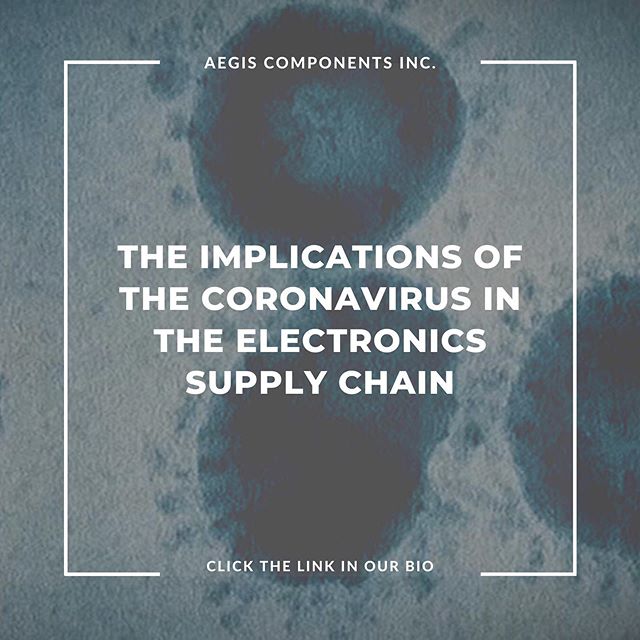 AEGIS COMPONENTS INC.
THE IMPLICATIONS OF
THE CORONAVIRUS IN
THE ELECTRONICS
SUPPLY CHAIN
CLICK THE LINK IN OUR BIO